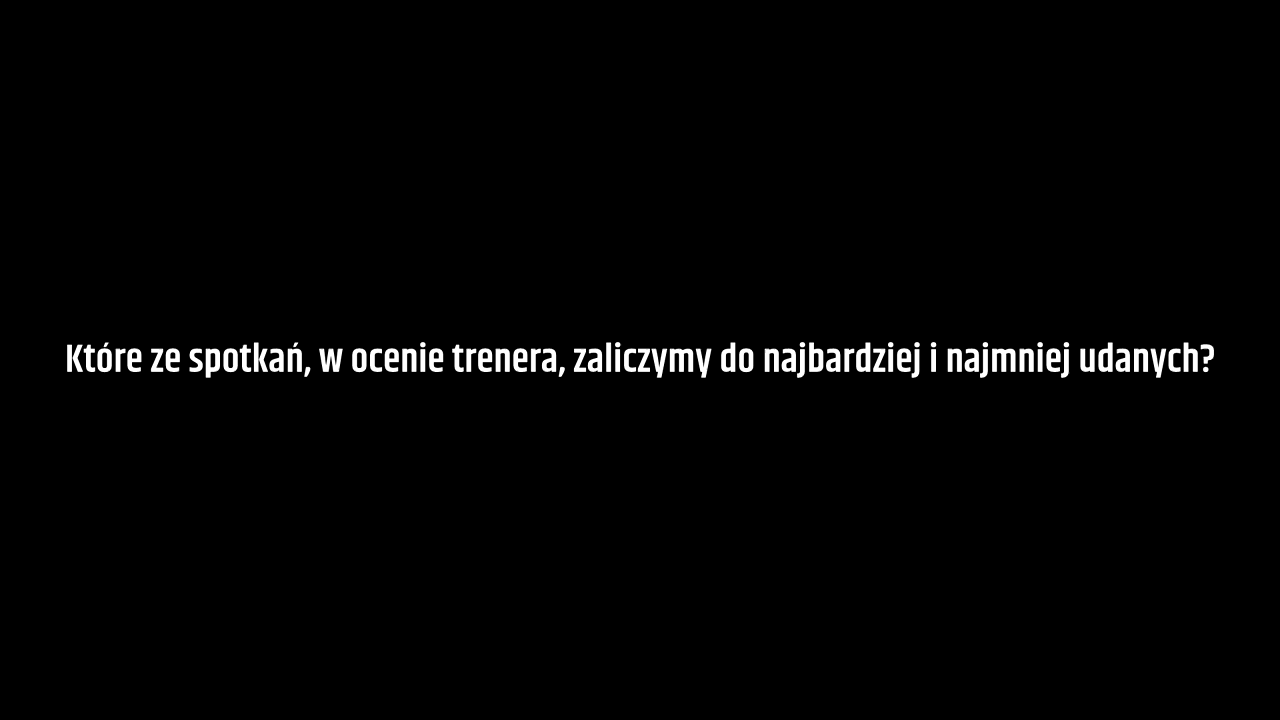 Które ze spotkań, w ocenie trenera, zaliczymy do najbardziej i najmniej udanych?